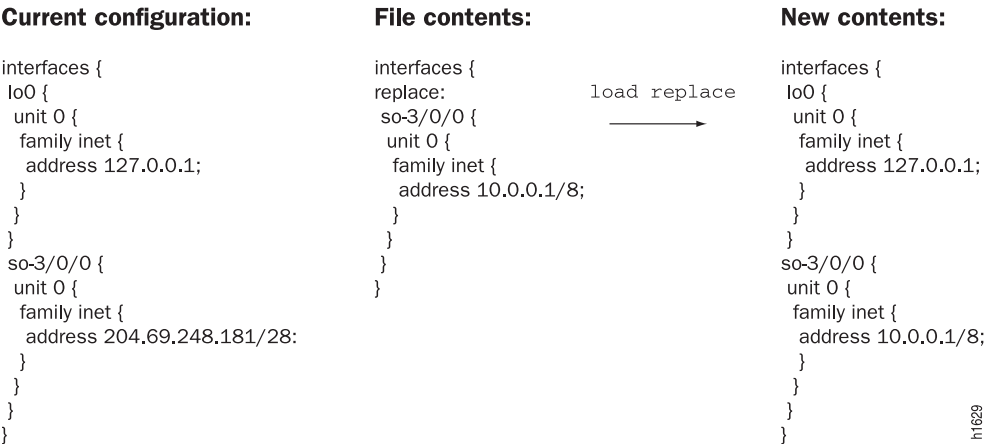 Current configuration:
interfaces {
lo0 {
unit 0 {
family inet {
address 127.0.0.1;
}
}
}
so-3/0/0 {
unit 0 {
family inet {
address 204.69.248.181/28:
}
}
}
}
File contents:
interfaces {
replace:
so-3/0/0 {
unit 0 {
family inet {
address 10.0.0.1/8;
}
}
}
}
load replace
New contents:
interfaces {
lo0 {
unit 0 {
family inet {
address 127.0.0.1;
}
}
}
so-3/0/0 {
unit 0 {
family inet {
address 10.0.0.1/8;
}
}
}
}
h1629